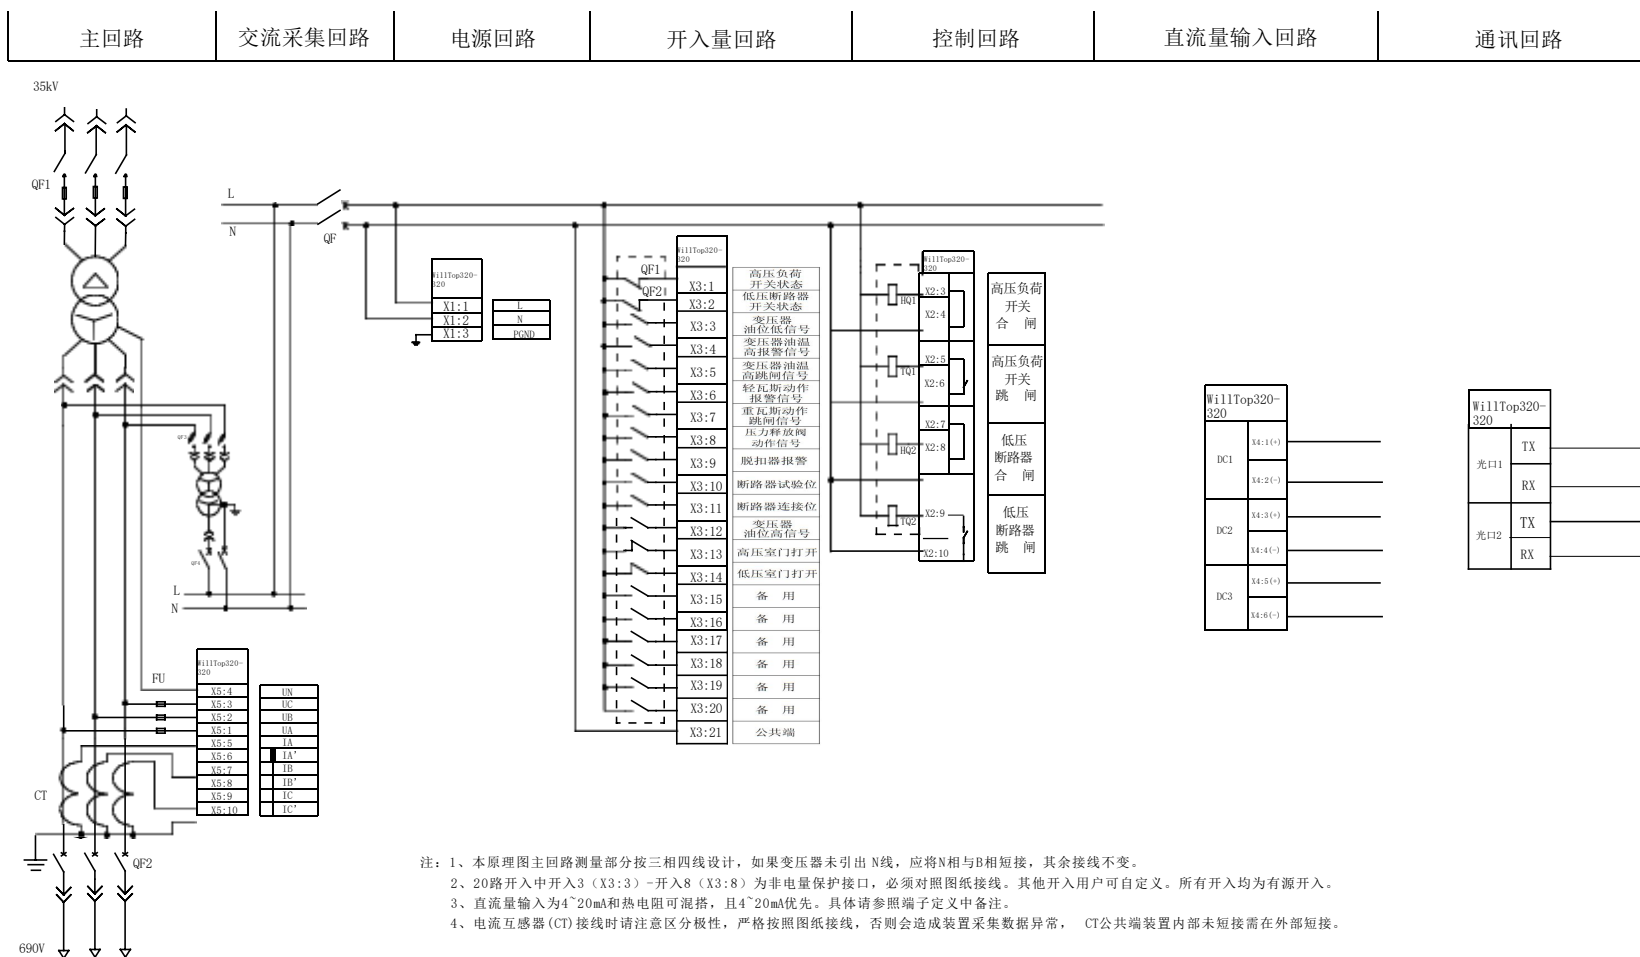 主回路
交流采集回路
电源回路
开入量回路
控制回路
直流量输入回路
通讯回路
35kV
QF1
L
N
QF
L
N
FU
CT
QF2
690V
WillTop320-
320
X5:4
X5:3
X5:2
X5:1
X5:5
X5:6
X5:7
X5:8
X5:9
X5:10
UN
UC
UB
UA
IA
IA'
IB
IB'
IC
IC'
WillTop320-
320
X1:1
X1:2
X1:3
L
N
PGND
QF1
QF2
WillTop320-
320
X3:1
高压负荷
开关状态
X3:2
低压断路器
开关状态
X3:3
变压器
油位低信号
X3:4
变压器油温
高报警信号
X3:5
变压器油温
高跳闸信号
X3:6
轻瓦斯动作
报警信号
X3:7
重瓦斯动作
跳闸信号
X3:8
压力释放阀
动作信号
X3:9
脱扣器报警
X3:10
断路器试验位
X3:11
断路器连接位
X3:12
变压器
油位高信号
X3:13
高压室门打开
X3:14
低压室门打开
X3:15
备 用
X3:16
备 用
X3:17
备 用
X3:18
备 用
X3:19
备 用
X3:20
备 用
X3:21
公共端
WillTop320-
320
HQ1
X2:3
X2:4
高压负荷
开关
合 闸
TQ1
X2:5
X2:6
高压负荷
开关
跳 闸
HQ2
X2:7
X2:8
低压
断路器
合 闸
TQ2
X2:9
X2:10
低压
断路器
跳 闸
WillTop320-
320
DC1
X4:1(+)
X4:2(-)
DC2
X4:3(+)
X4:4(-)
DC3
X4:5(+)
X4:6(-)
WillTop320-
320
光口1
TX
RX
光口2
TX
RX
注：1、本原理图主回路测量部分按三相四线设计，如果变压器未引出 N线，应将N相与B相短接，其余接线不变。
2、20路开入中开入3（X3:3）-开入8（X3:8）为非电量保护接口，必须对照图纸接线。其他开入用户可自定义。所有开入均为有源开入。
3、直流量输入为4~20mA和热电阻可混搭，且4~20mA优先。具体请参照端子定义中备注。
4、电流互感器(CT)接线时请注意区分极性，严格按照图纸接线，否则会造成装置采集数据异常， CT公共端装置内部未短接需在外部短接。